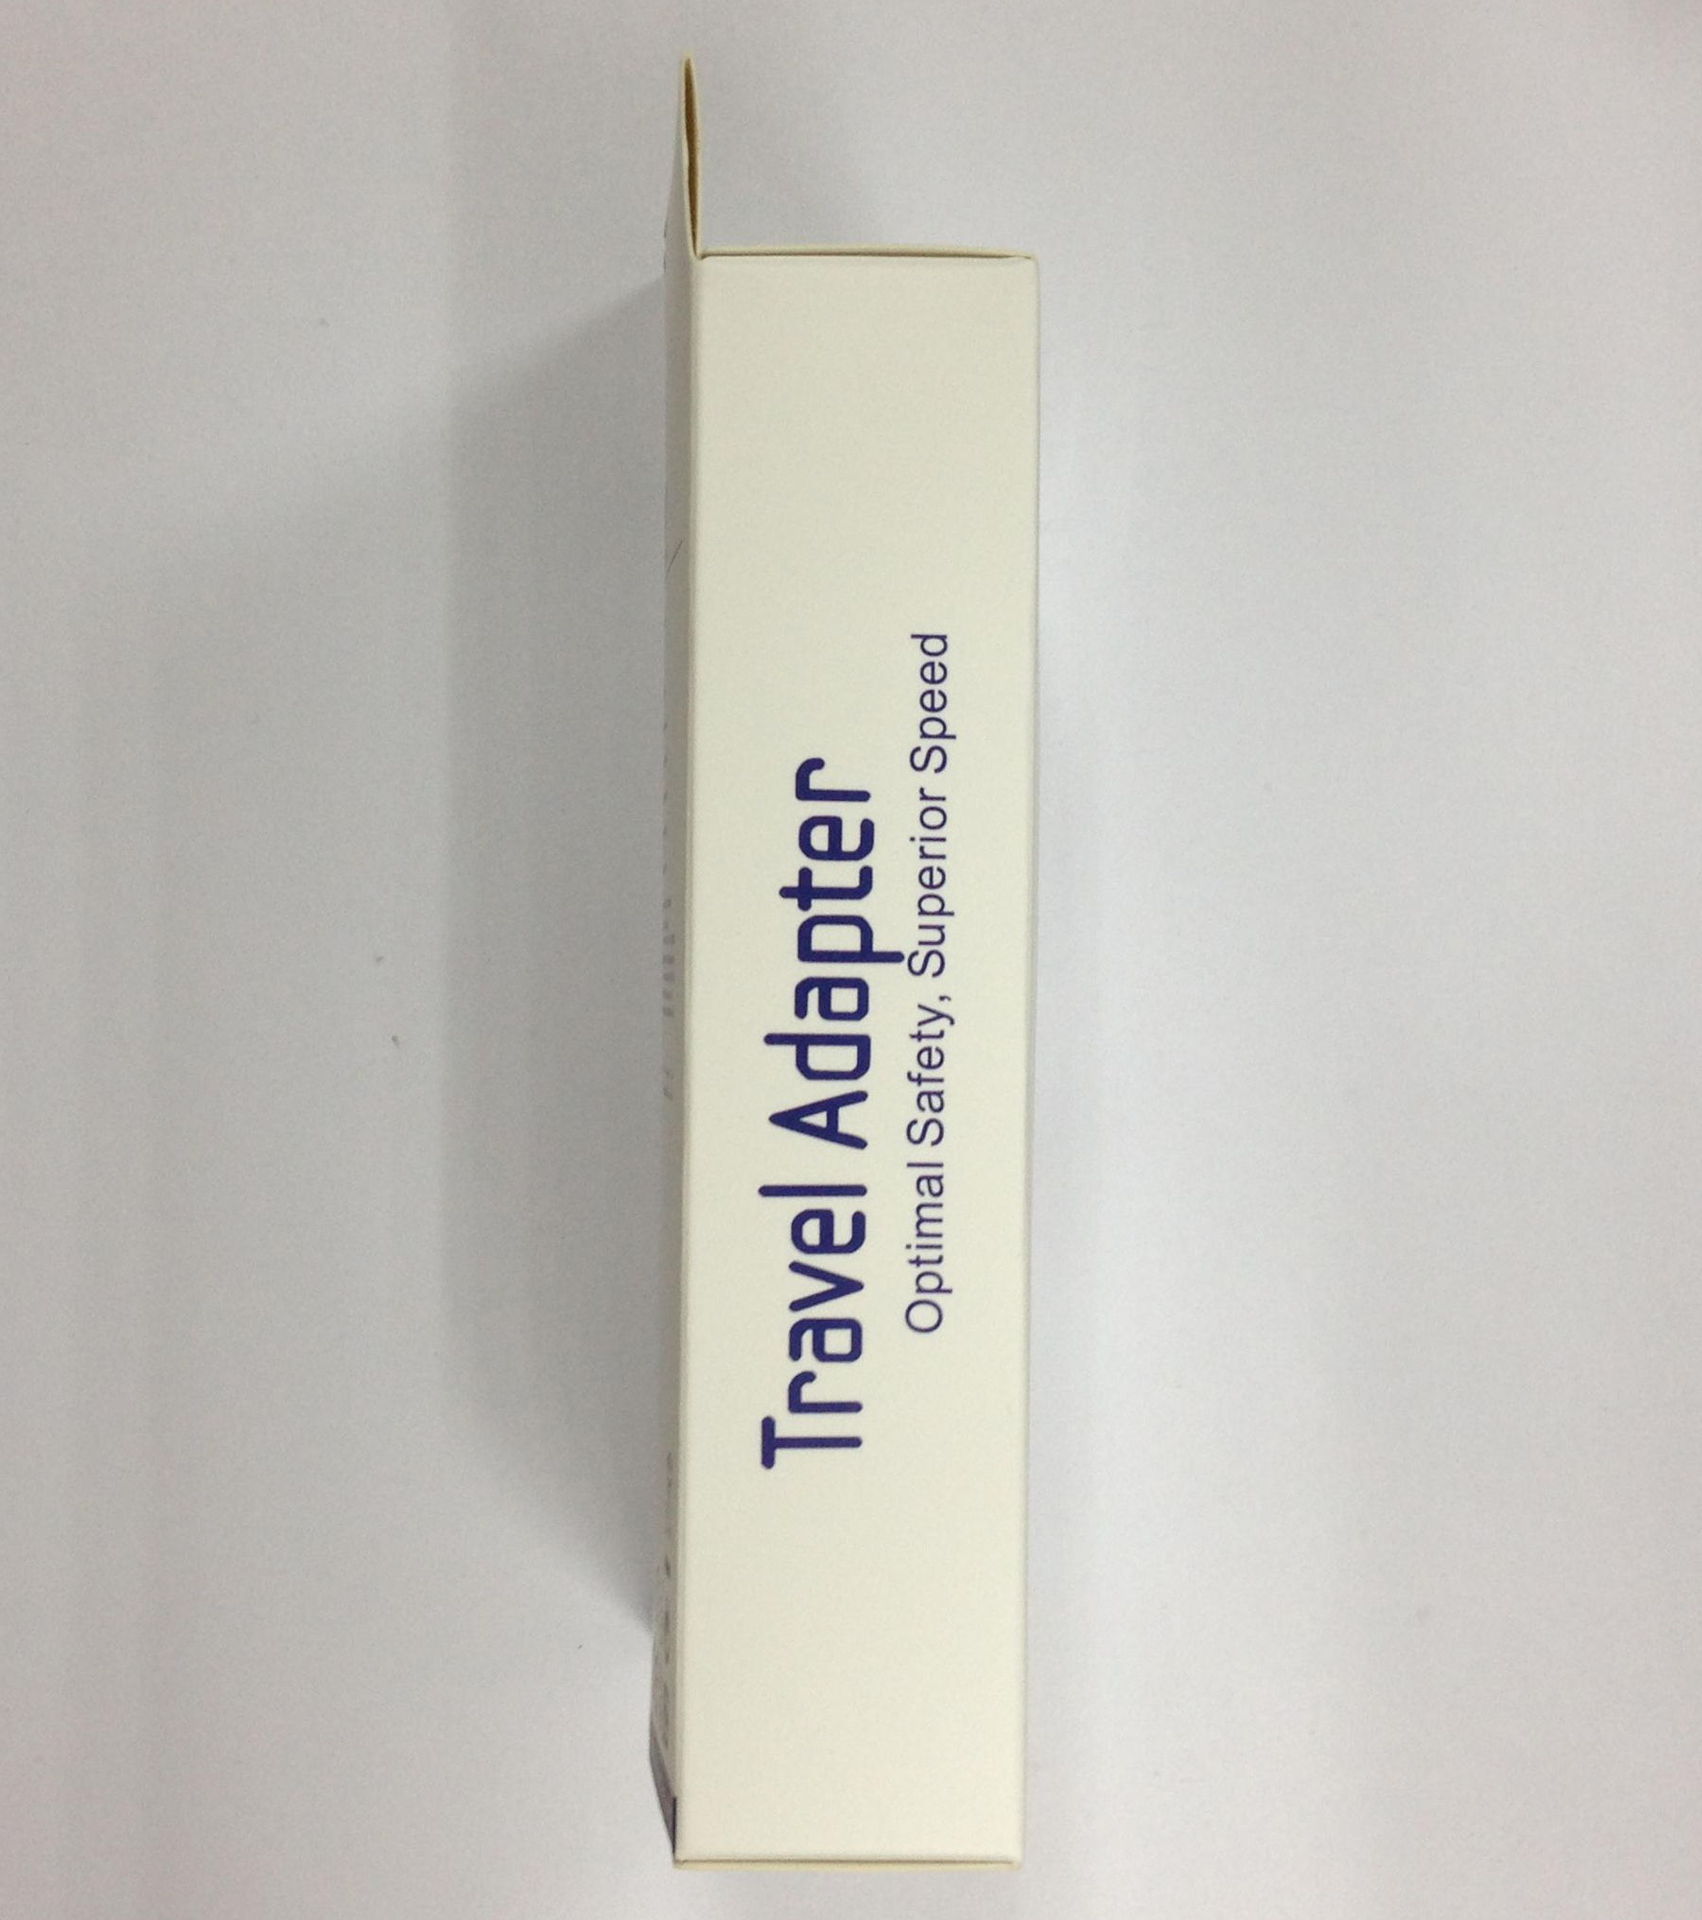 Travel Adapter
Optimal Safety, Superior Speed